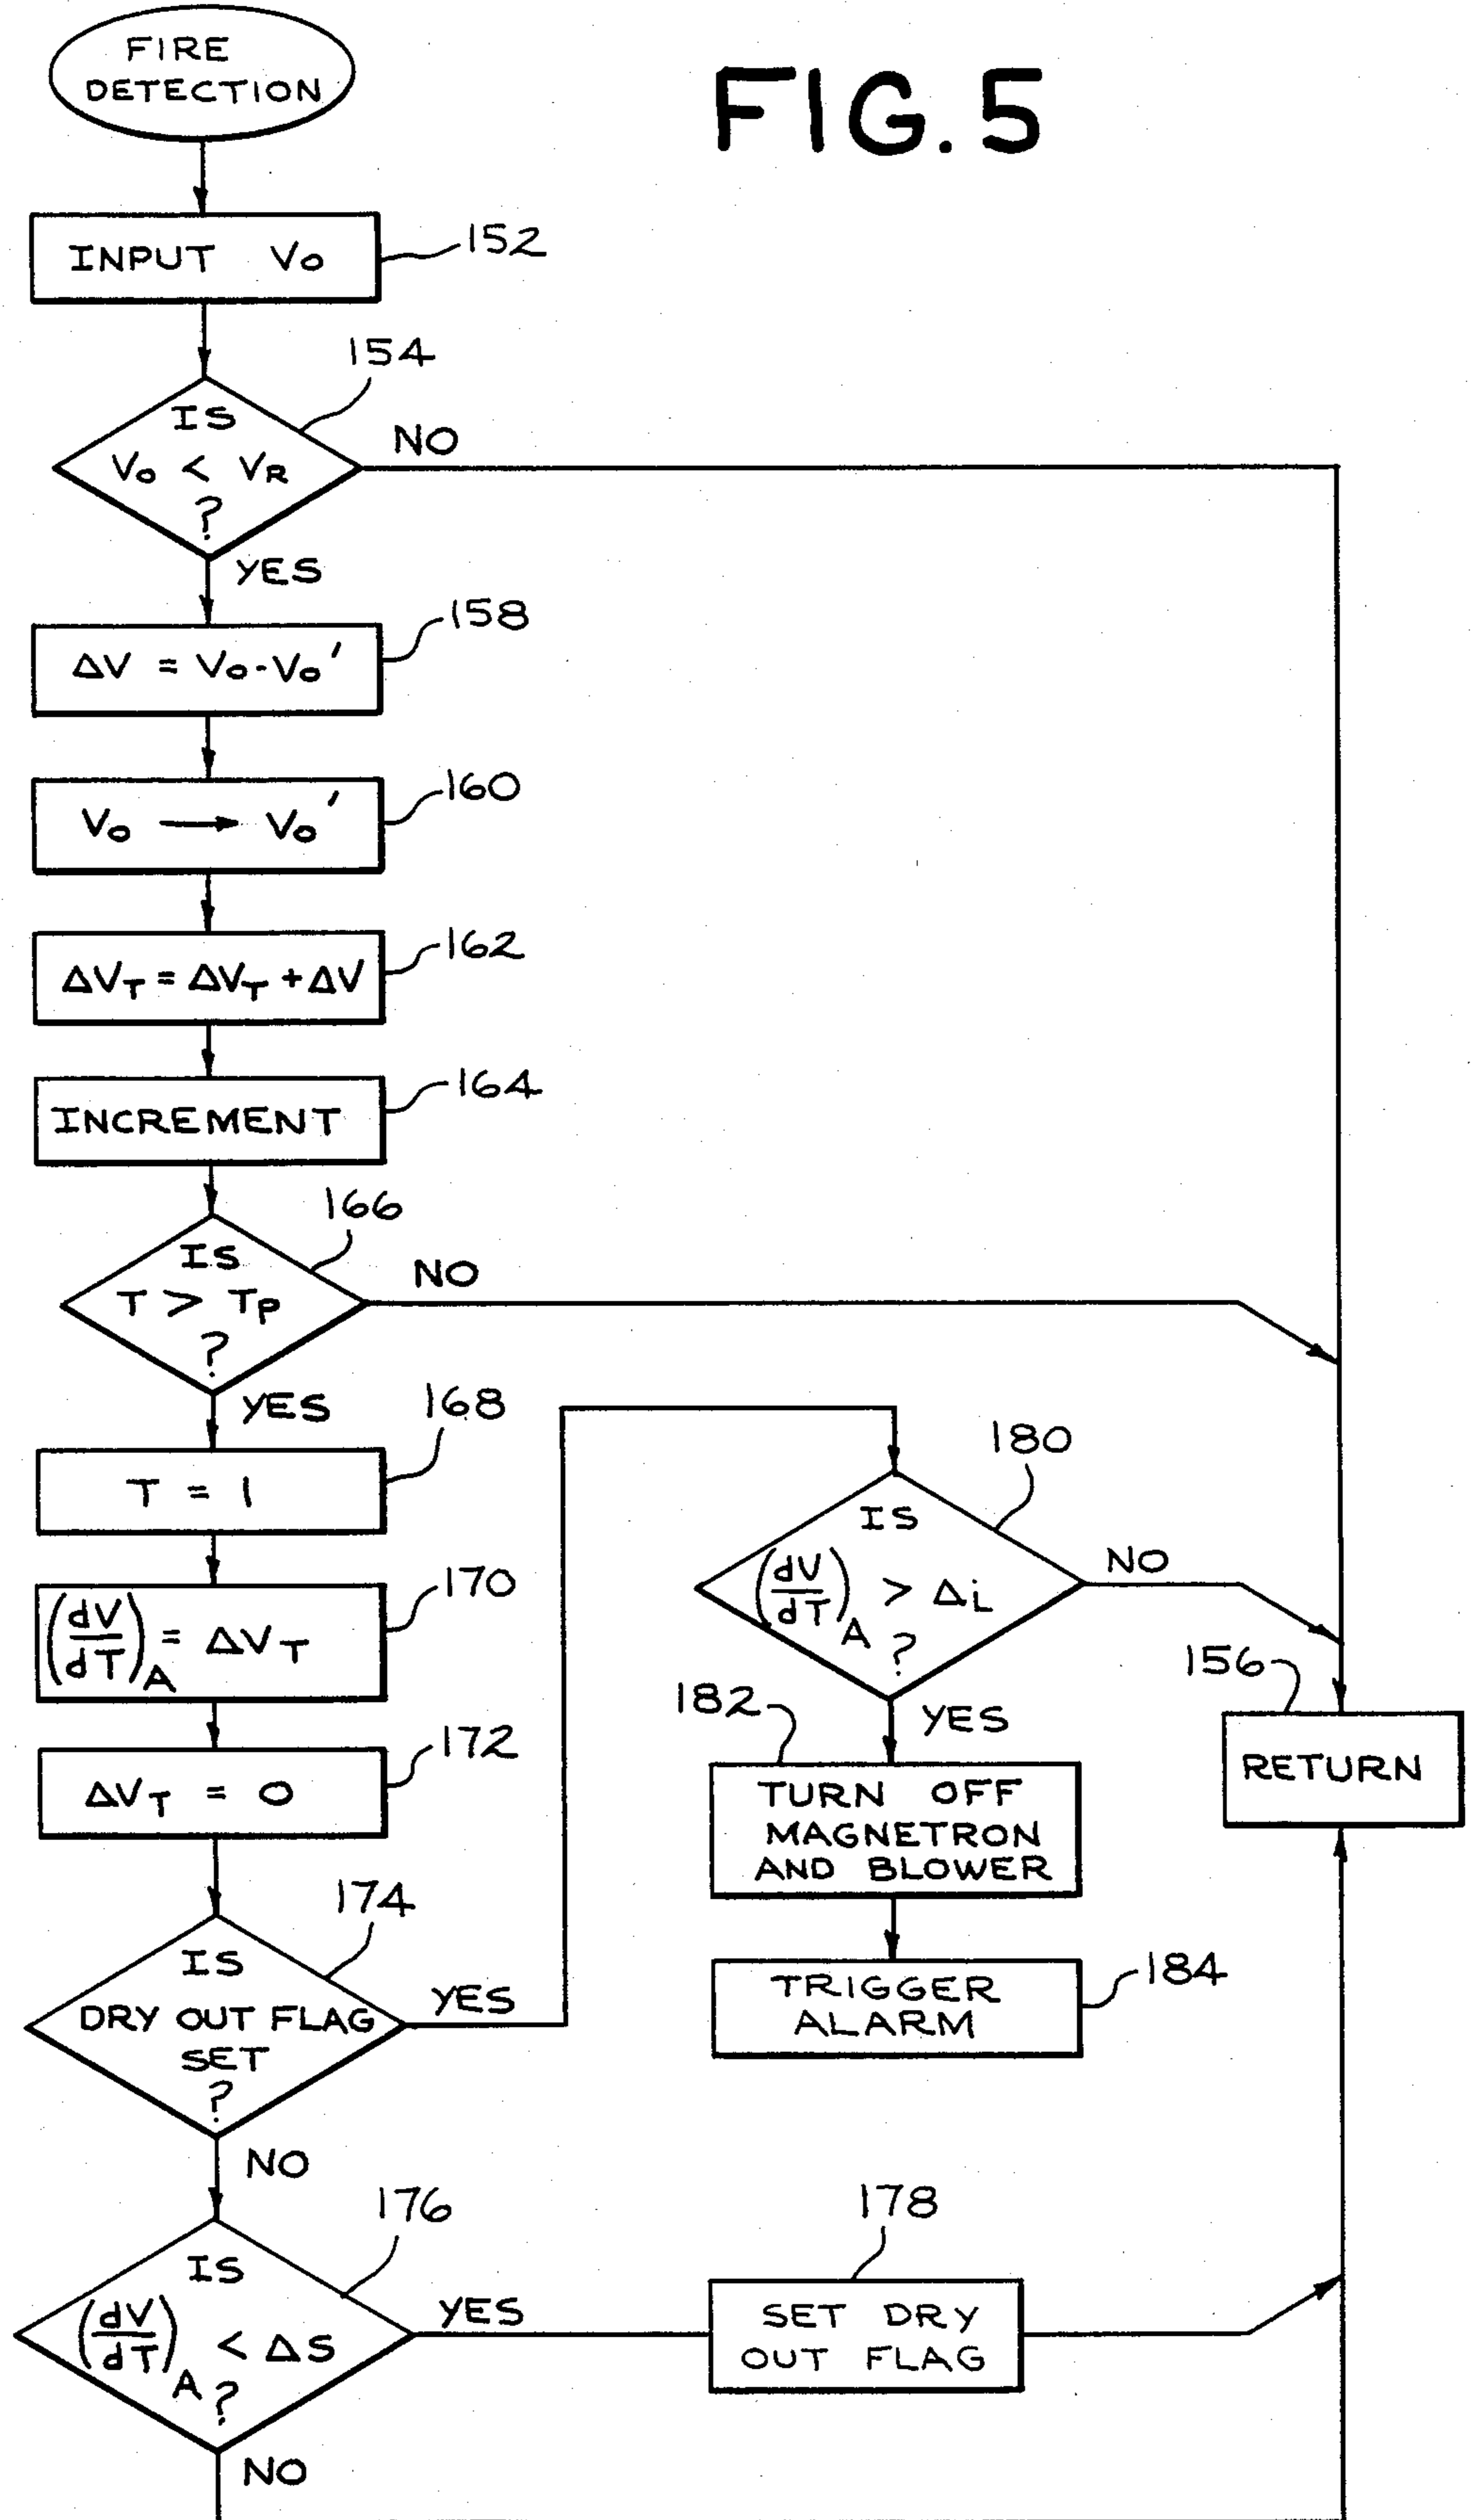 FIRE
DETECTION
FIG. 5
INPUT Vo
152
154
IS
Vo < VR
?
NO
YES
158
ΔV = Vo - Vo'
160
Vo → Vo'
162
ΔVT = ΔVT + ΔV
164
INCREMENT
166
IS
T > Tp
?
NO
YES
168
T = 1
170
(dV/dT)A = ΔVT
172
ΔVT = 0
174
IS
DRY OUT FLAG
SET
?
YES
NO
176
IS
(dV/dT)A < ΔS
?
YES
NO
178
SET DRY
OUT FLAG
180
IS
(dV/dT)A > Δi
?
NO
YES
182
TURN OFF
MAGNETRON
AND BLOWER
184
TRIGGER
ALARM
156
RETURN